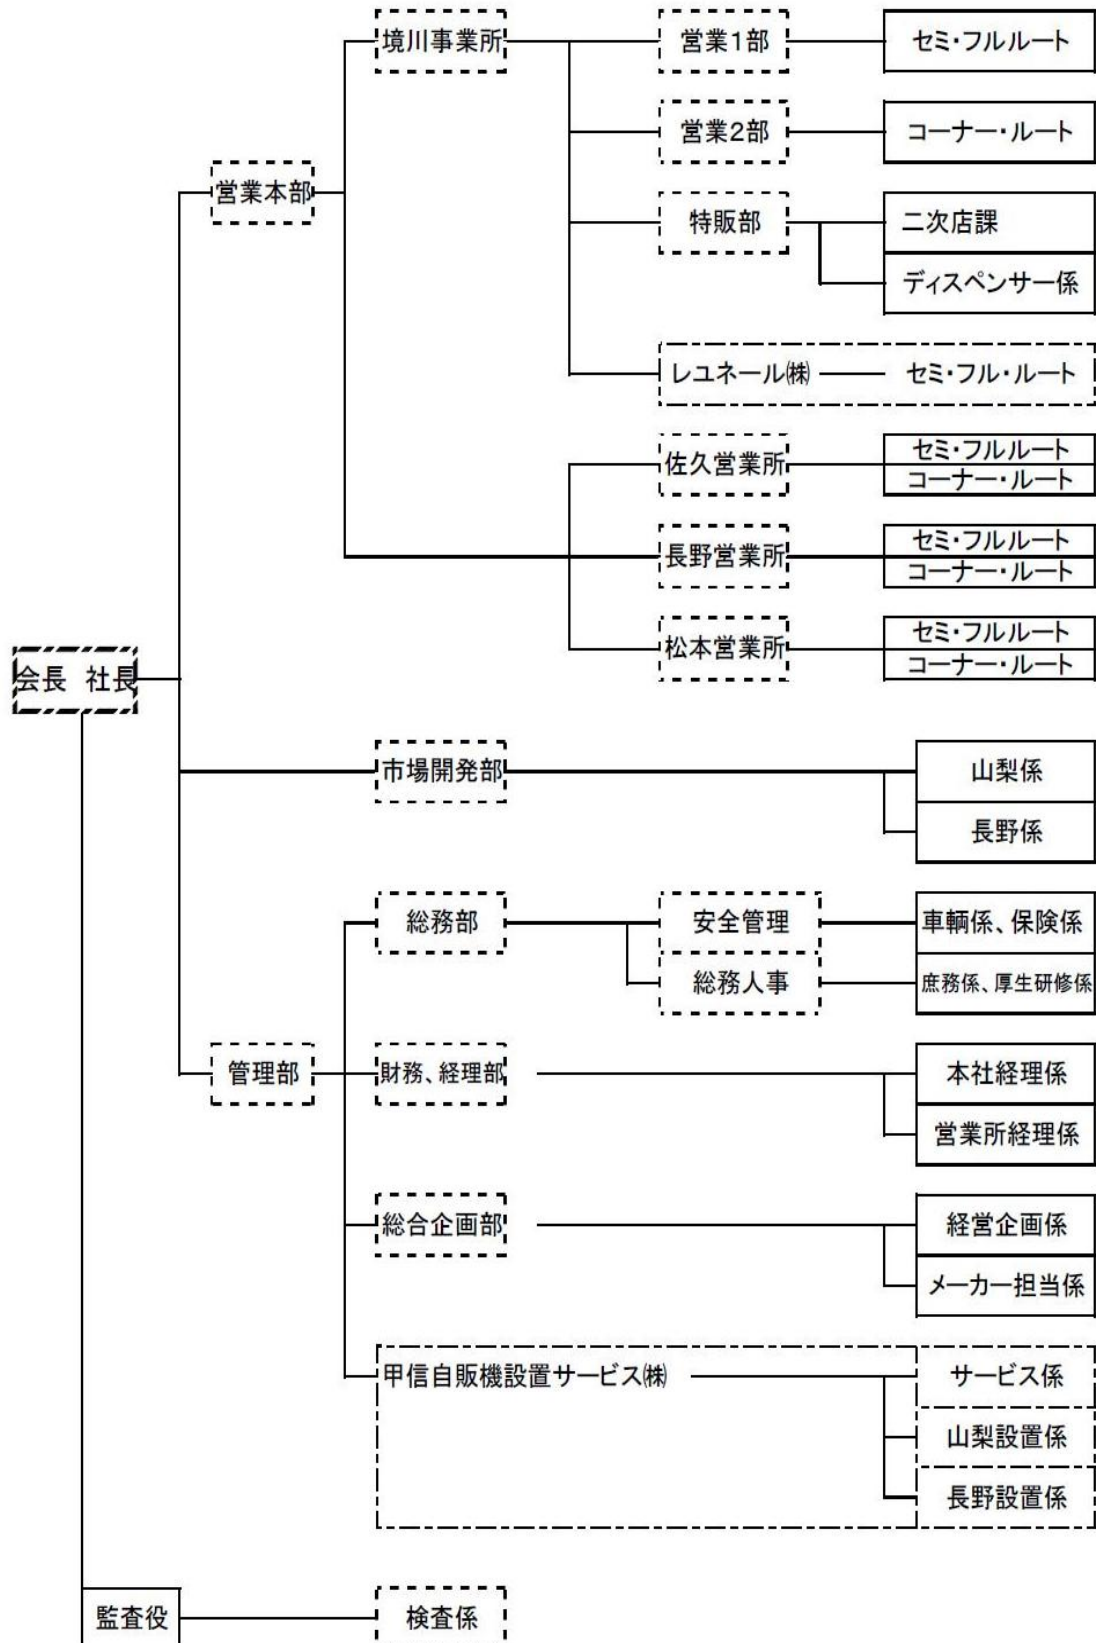 境川事業所 営業1部 セミ・フルルート
営業2部 コーナー・ルート
営業本部
特販部 二次店課
ディスペンサー係
レユネール㈱ セミ・フル・ルート
佐久営業所 セミ・フルルート
コーナー・ルート
長野営業所 セミ・フルルート
コーナー・ルート
松本営業所 セミ・フルルート
コーナー・ルート
会長 社長
市場開発部 山梨係
長野係
総務部 安全管理 車輌係、保険係
総務人事 庶務係、厚生研修係
管理部 財務、経理部 本社経理係
営業所経理係
総合企画部 経営企画係
メーカー担当係
甲信自販機設置サービス㈱ サービス係
山梨設置係
長野設置係
監査役 検査係